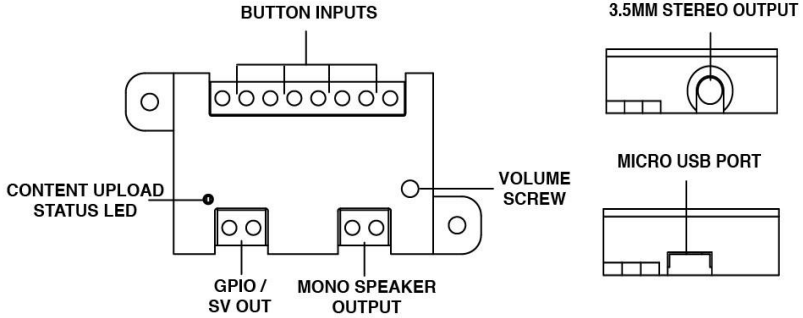 BUTTON INPUTS
3.5MM STEREO OUTPUT
CONTENT UPLOAD
STATUS LED
VOLUME
SCREW
MICRO USB PORT
GPIO /
SV OUT
MONO SPEAKER
OUTPUT